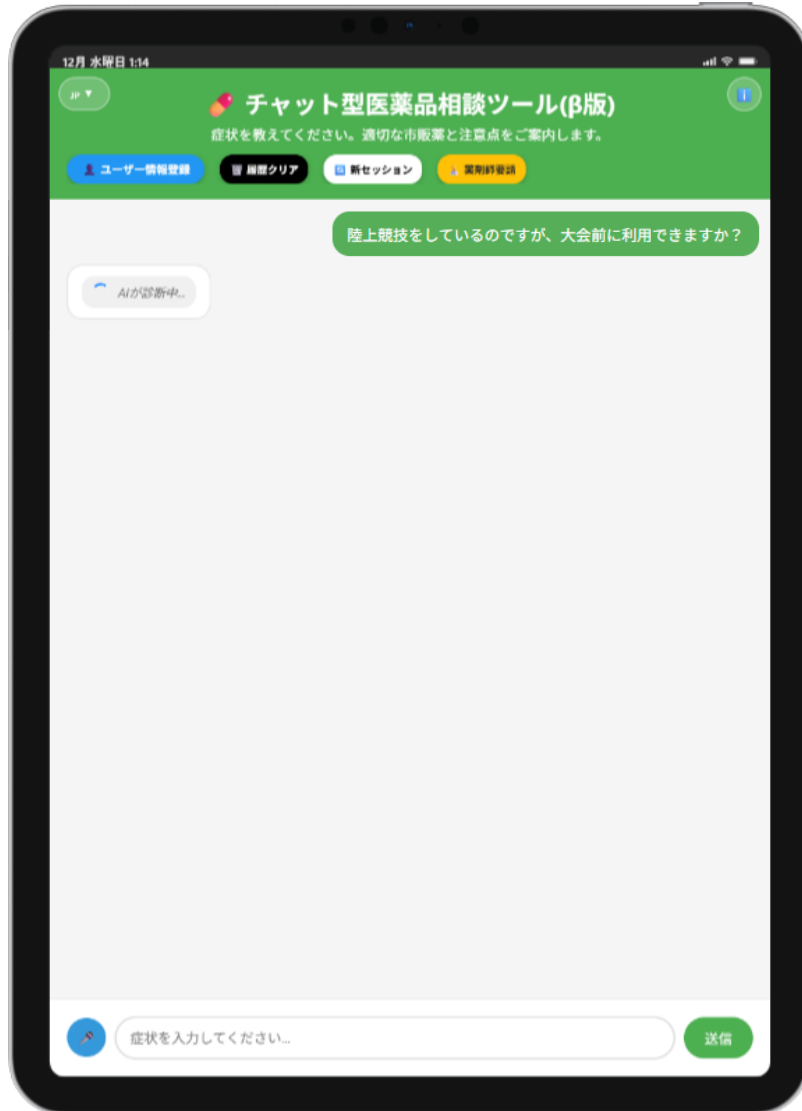 12月 水曜日 1:14
JP ▼
チャット型医薬品相談ツール(β版)
症状を教えてください。適切な市販薬と注意点をご案内します。
ユーザー情報登録
履歴クリア
新セッション
薬剤師要請
陸上競技をしているのですが、大会前に利用できますか？
AIが診断中...
症状を入力してください...
送信